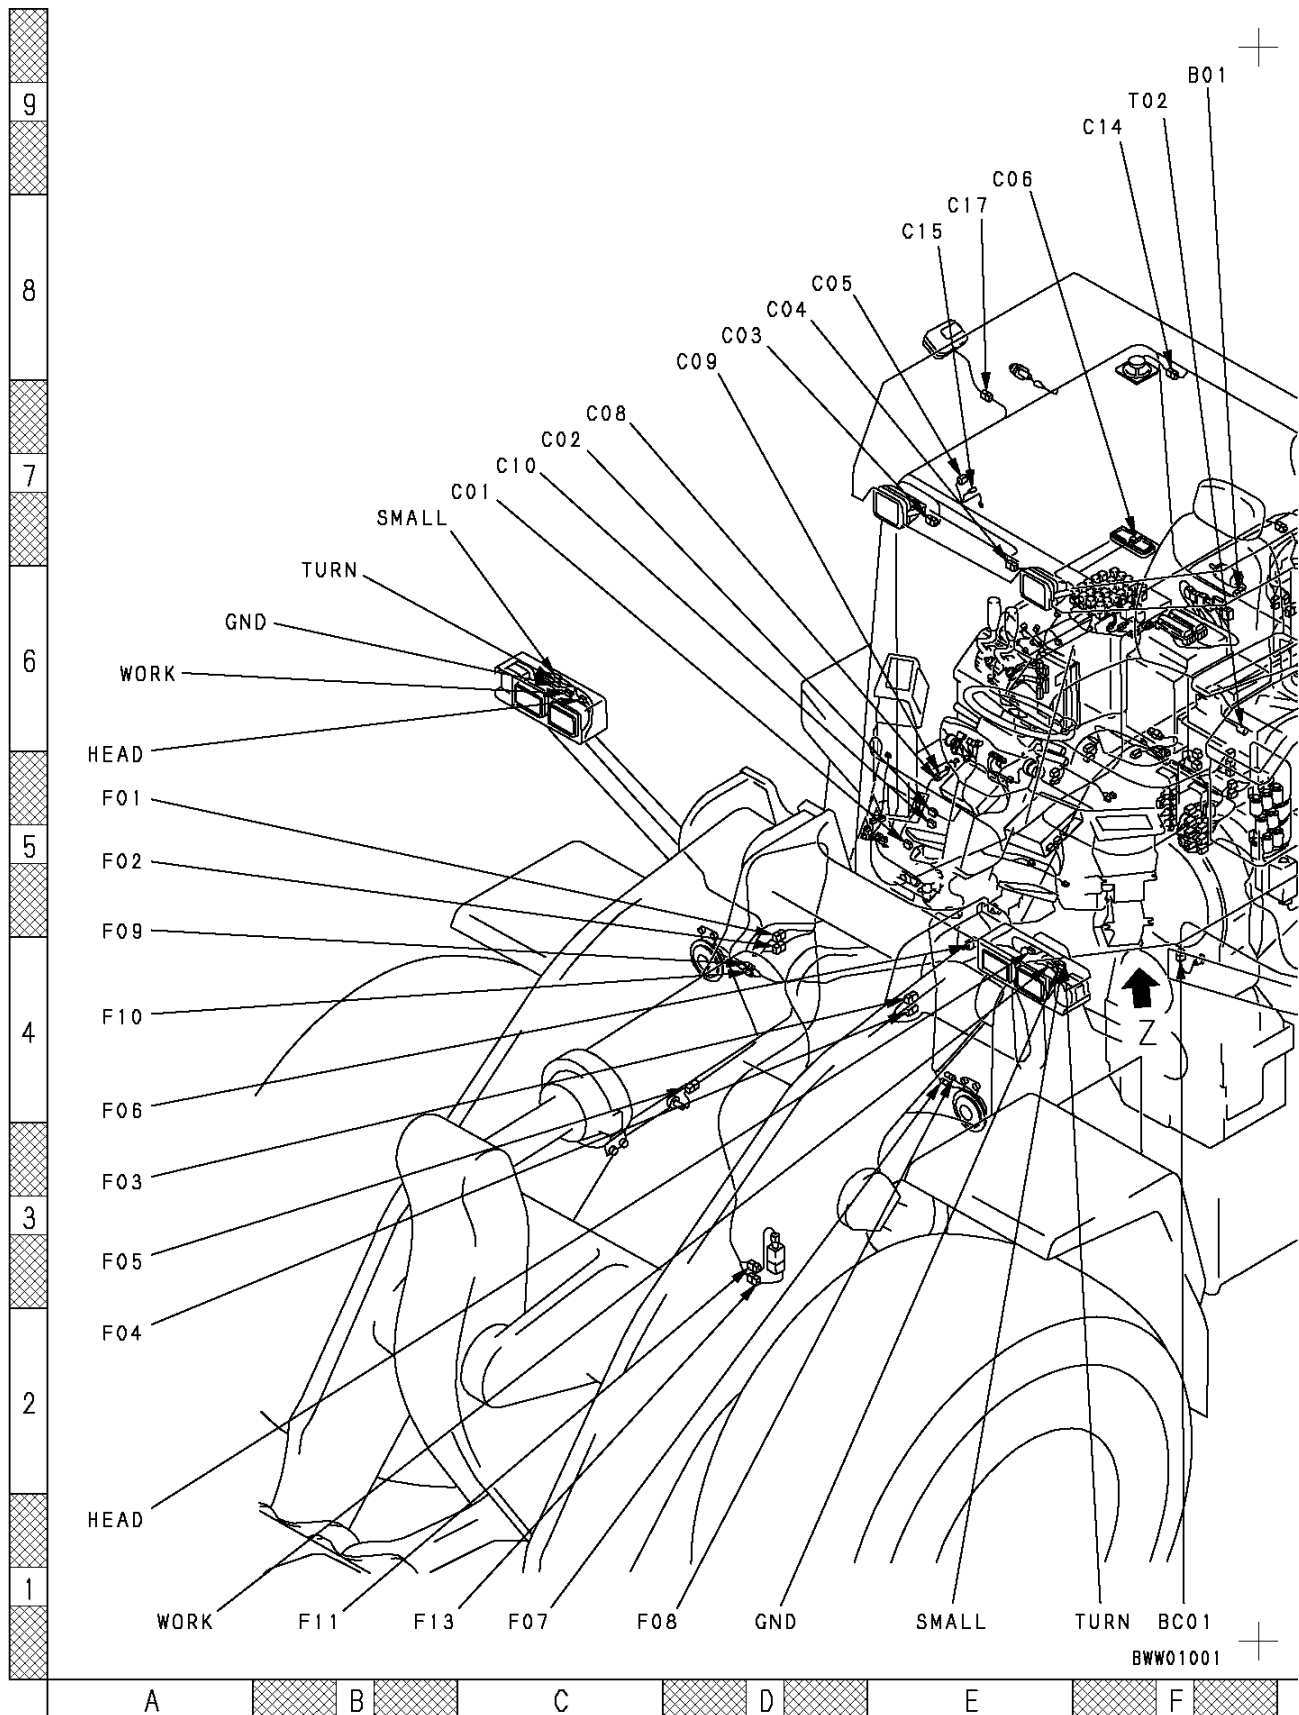 B01
T02
9
C14
C06
C17
C15
C05
8
C04
C03
C09
C08
C02
C10
7
C01
SMALL
TURN
GND
6
WORK
HEAD
F01
5
F02
F09
F10
4
Z
F06
F03
3
F05
F04
2
HEAD
1
WORK F11 F13 F07 F08 GND SMALL TURN BC01
BWW01001
A B C D E F